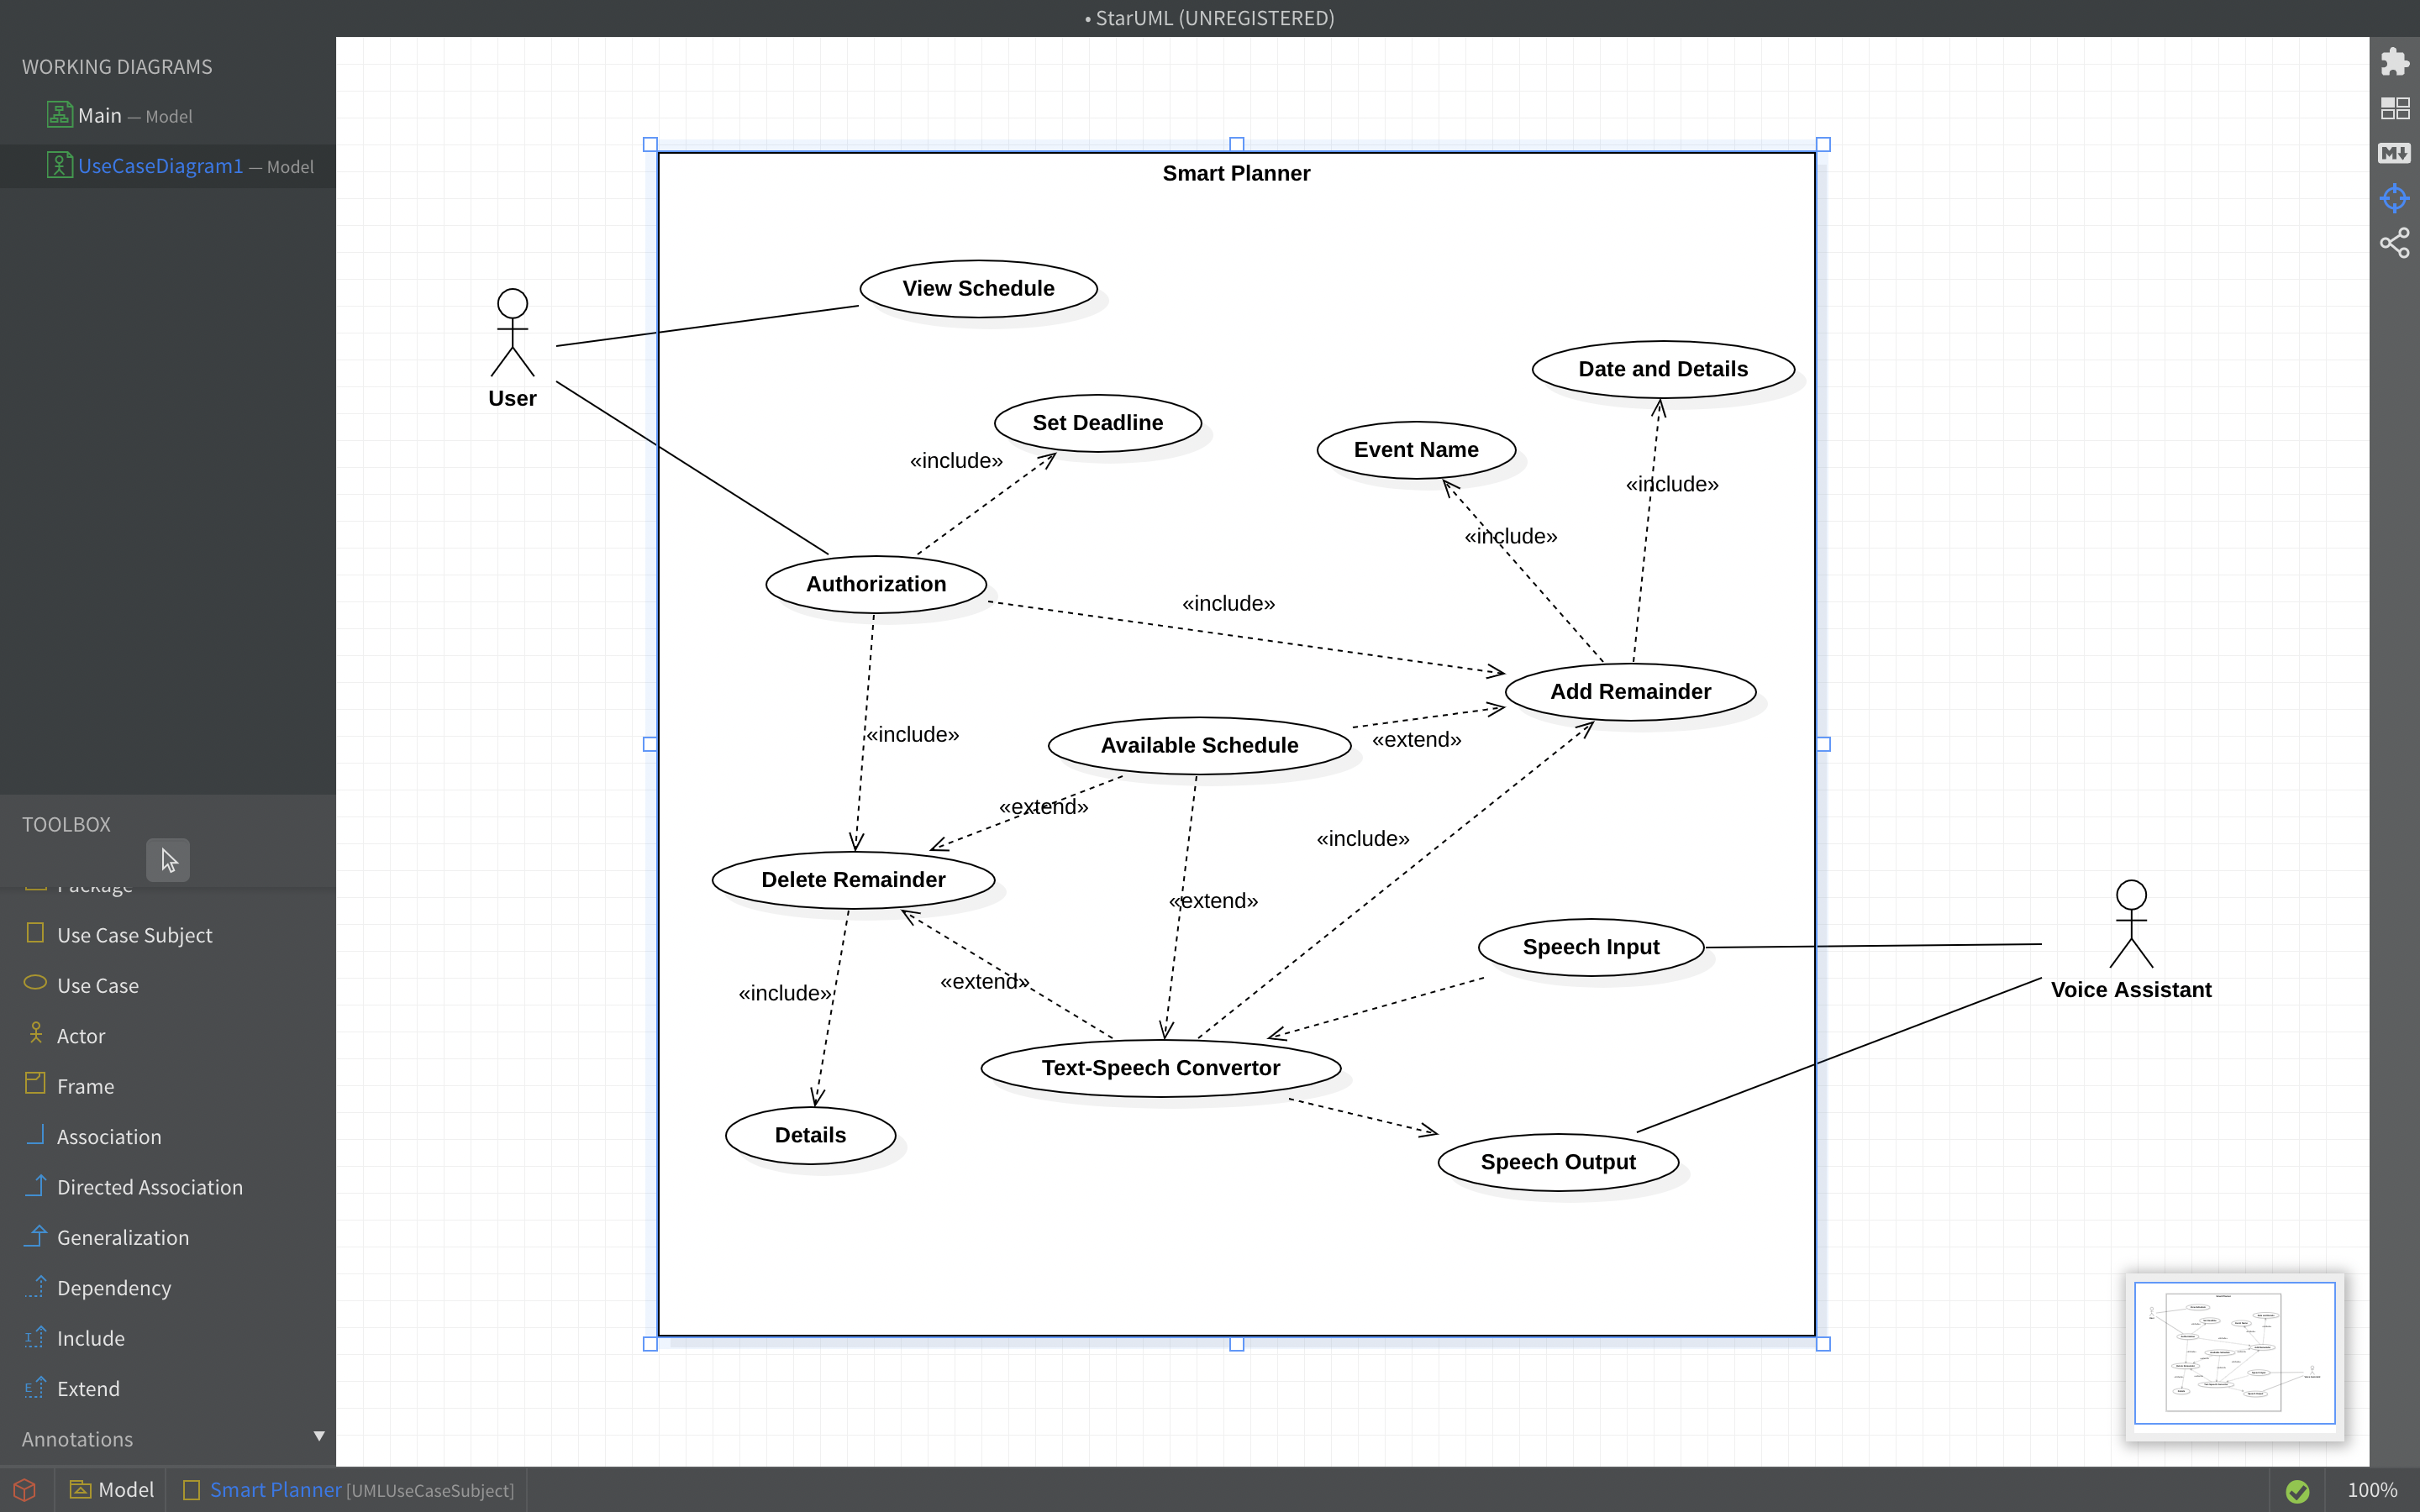 • StarUML (UNREGISTERED)
WORKING DIAGRAMS
Main — Model
UseCaseDiagram1 — Model
Smart Planner
View Schedule
User
Date and Details
Set Deadline
Event Name
«include»
«include»
«include»
Authorization
«include»
Add Remainder
«include»
Available Schedule
«extend»
«extend»
«include»
Delete Remainder
«extend»
Speech Input
«extend»
«include»
Voice Assistant
Text-Speech Convertor
Details
Speech Output
TOOLBOX
Package
Use Case Subject
Use Case
Actor
Frame
Association
Directed Association
Generalization
Dependency
Include
Extend
Annotations
Model
Smart Planner [UMLUseCaseSubject]
100%